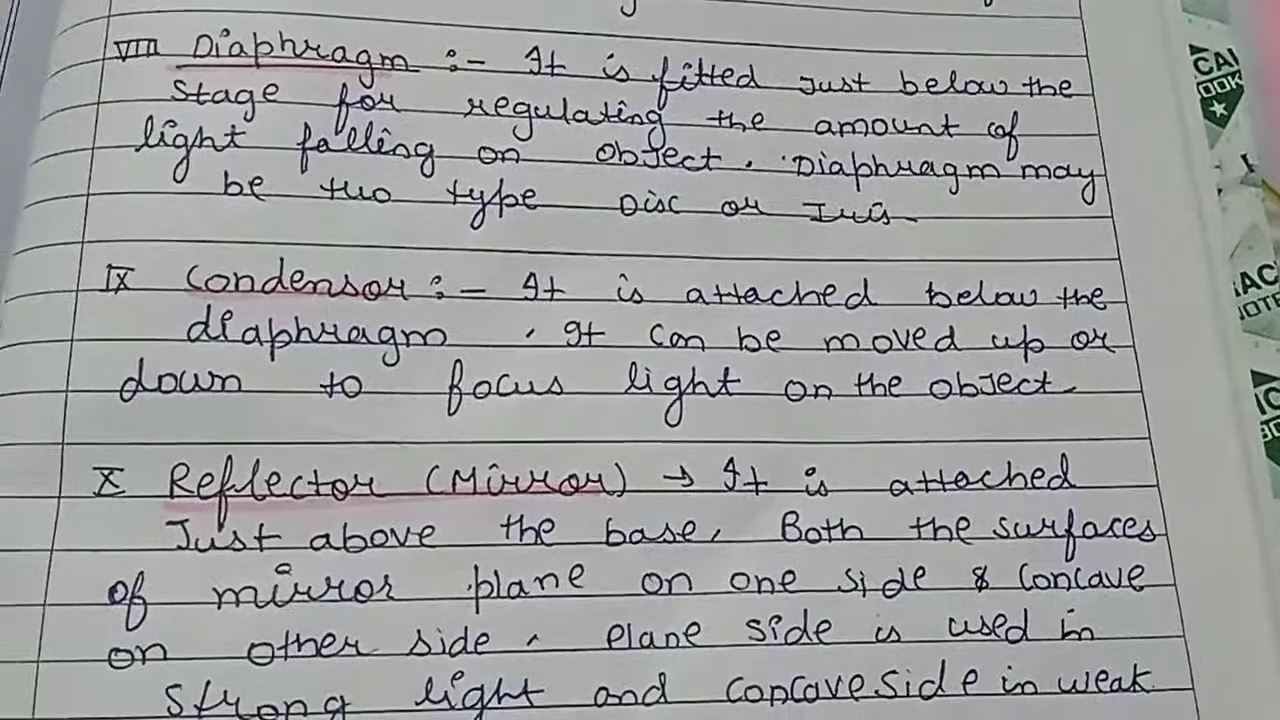 VIII Diaphragm :- It is fitted Just below the
stage for regulating the amount of
light falling on object. Diaphragm may
be two type Disc or Iris
IX Condensor :- It is attached below the
diaphragm. It can be moved up or
down to focus light on the object.
X Reflector (Mirror) → It is attached
Just above the base, Both the surfaces
of mirror plane on one side & Concave
on other side, Plane side is used in
strong light and concave side in weak
CAI
OOK